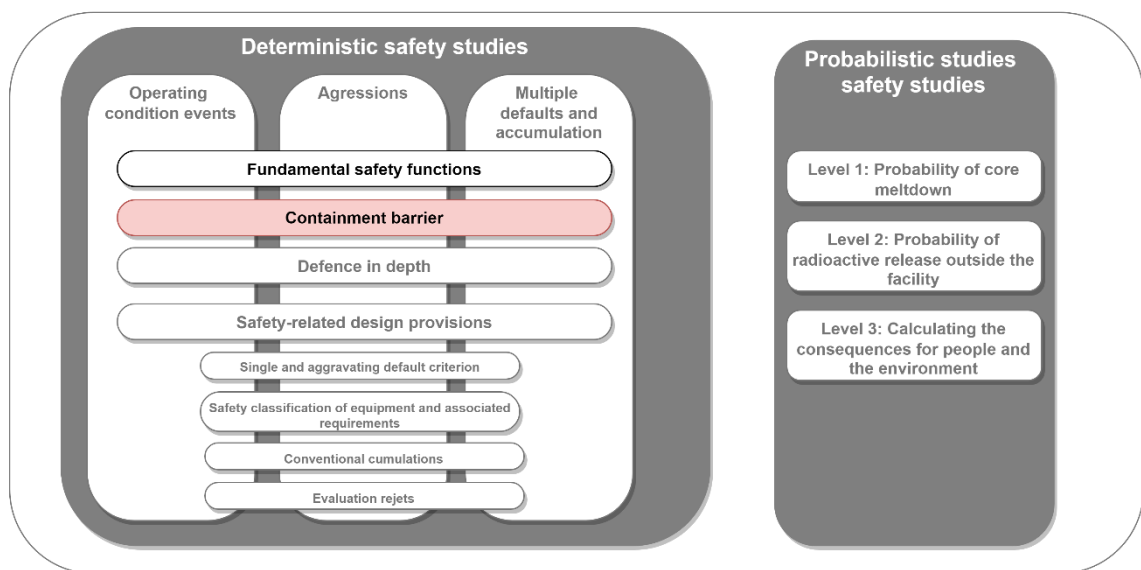 Deterministic safety studies
Operating
condition events
Agressions
Multiple
defaults and
accumulation
Fundamental safety functions
Containment barrier
Defence in depth
Safety-related design provisions
Single and aggravating default criterion
Safety classification of equipment and associated
requirements
Conventional cumulations
Evaluation rejets
Probabilistic studies
safety studies
Level 1: Probability of core
meltdown
Level 2: Probability of
radioactive release outside the
facility
Level 3: Calculating the
consequences for people and
the environment